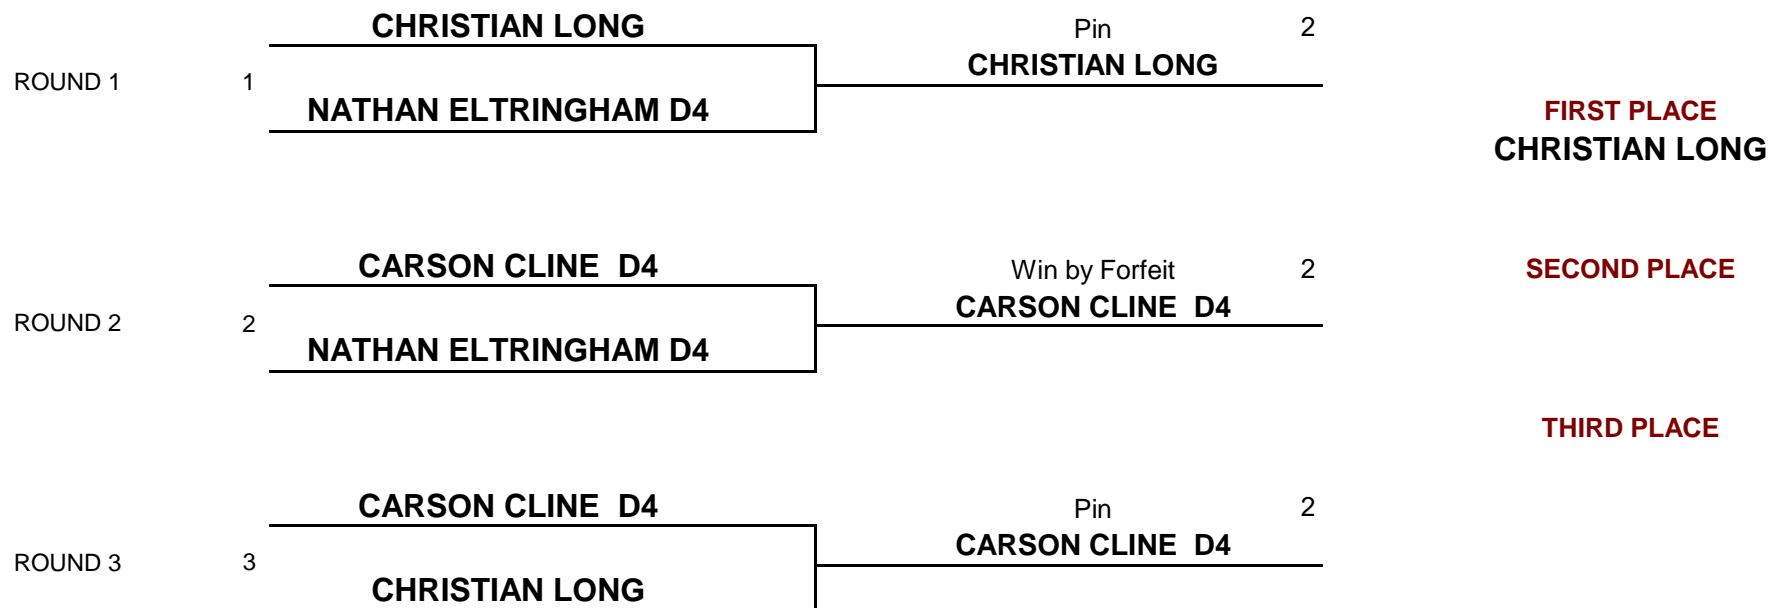 CHRISTIAN LONG
Pin 2
CHRISTIAN LONG
ROUND 1 1
NATHAN ELTRINGHAM D4
FIRST PLACE
CHRISTIAN LONG
CARSON CLINE  D4
Win by Forfeit 2
SECOND PLACE
CARSON CLINE  D4
ROUND 2 2
NATHAN ELTRINGHAM D4
THIRD PLACE
CARSON CLINE  D4
Pin 2
CARSON CLINE  D4
ROUND 3 3
CHRISTIAN LONG